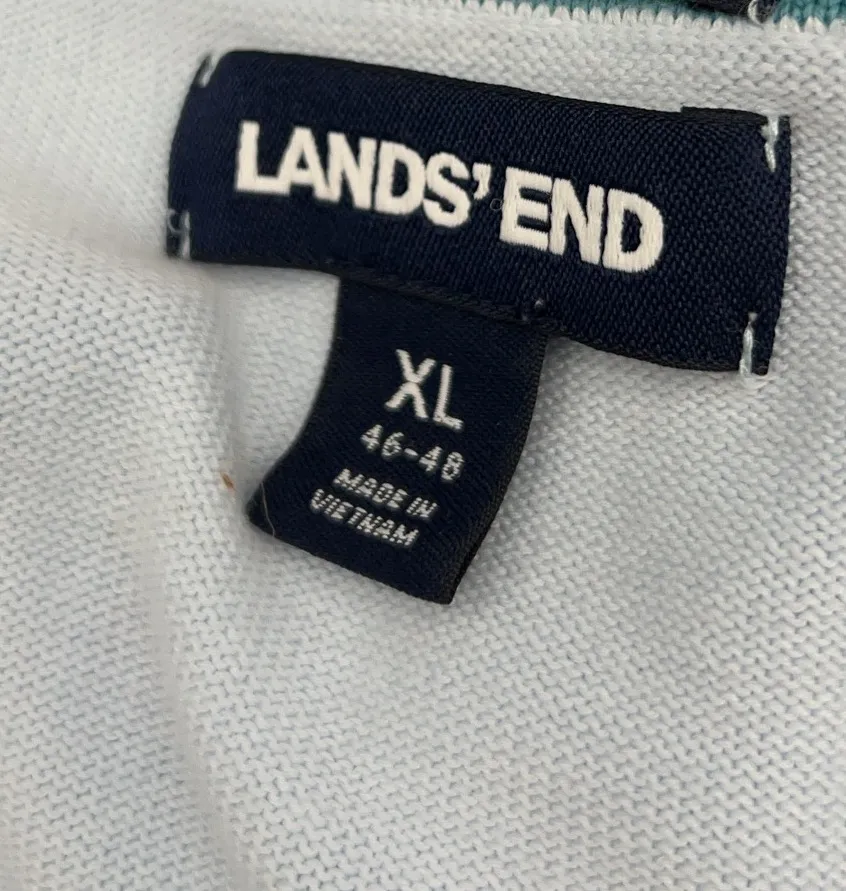 LANDS' END
XL
46-48
MADE IN
VIETNAM